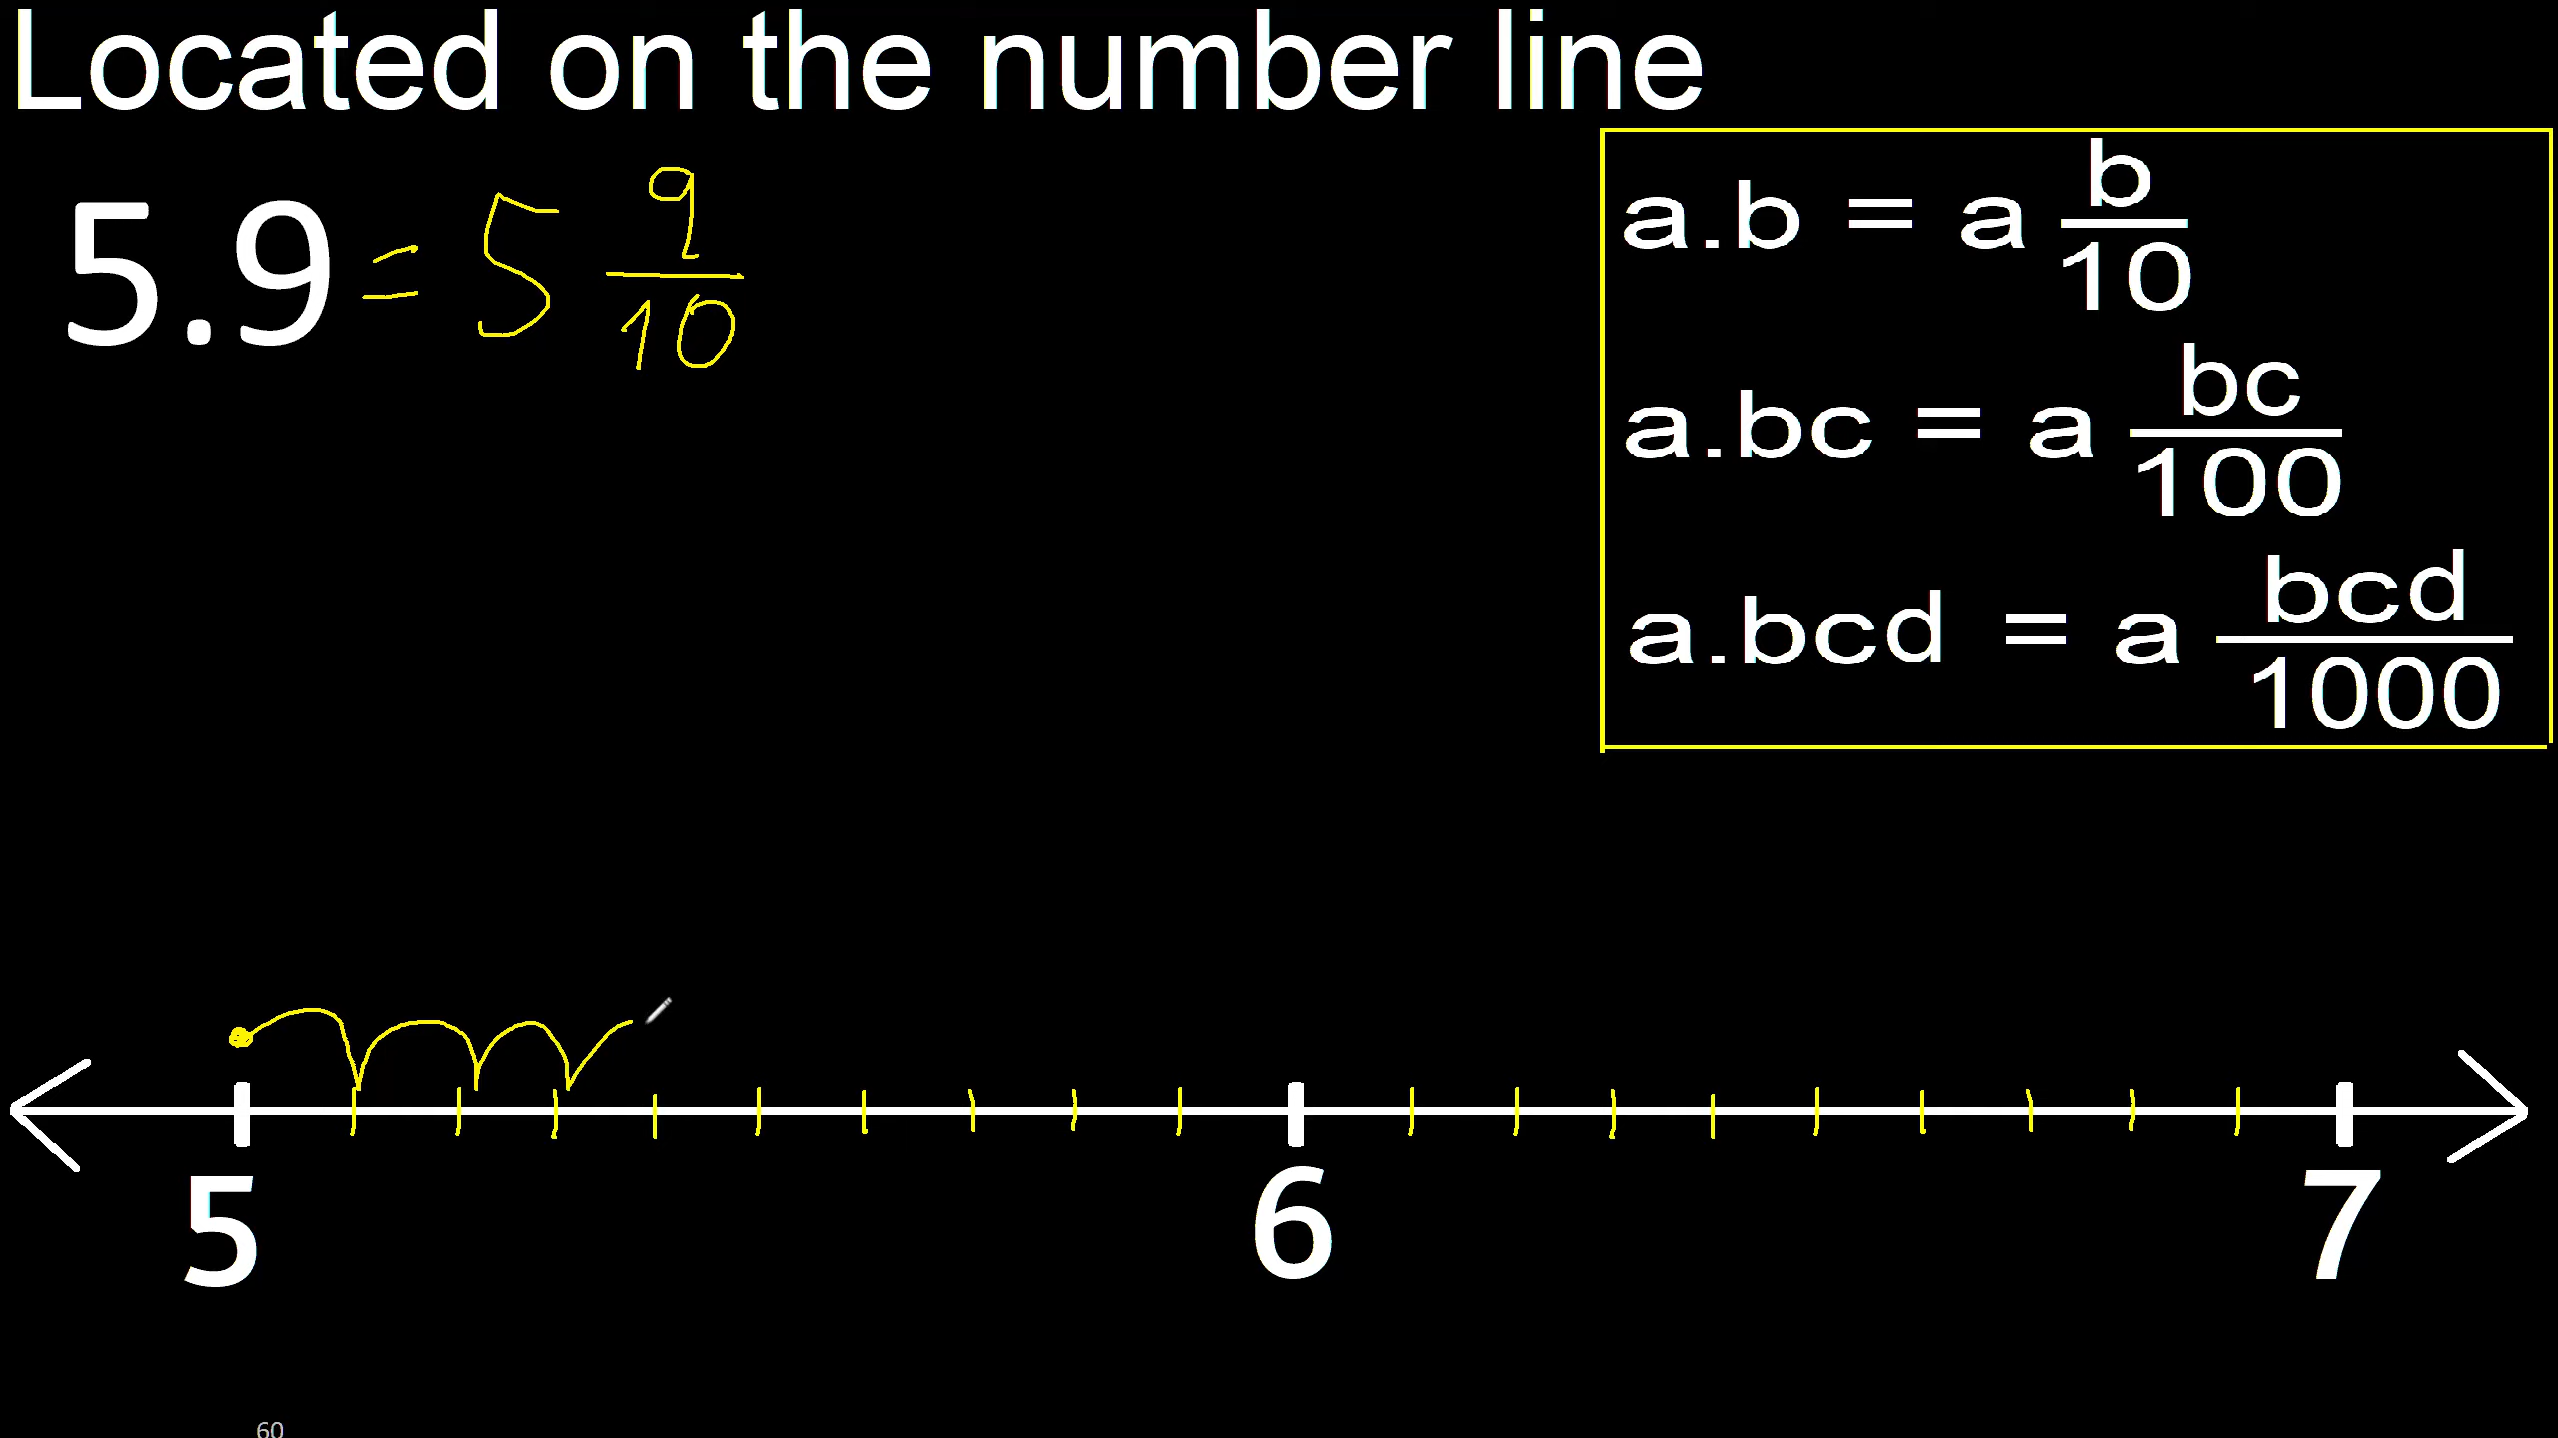 Located on the number line
5.9 = 5 9/10
a.b = a b/10
a.bc = a bc/100
a.bcd = a bcd/1000
5 6 7
60